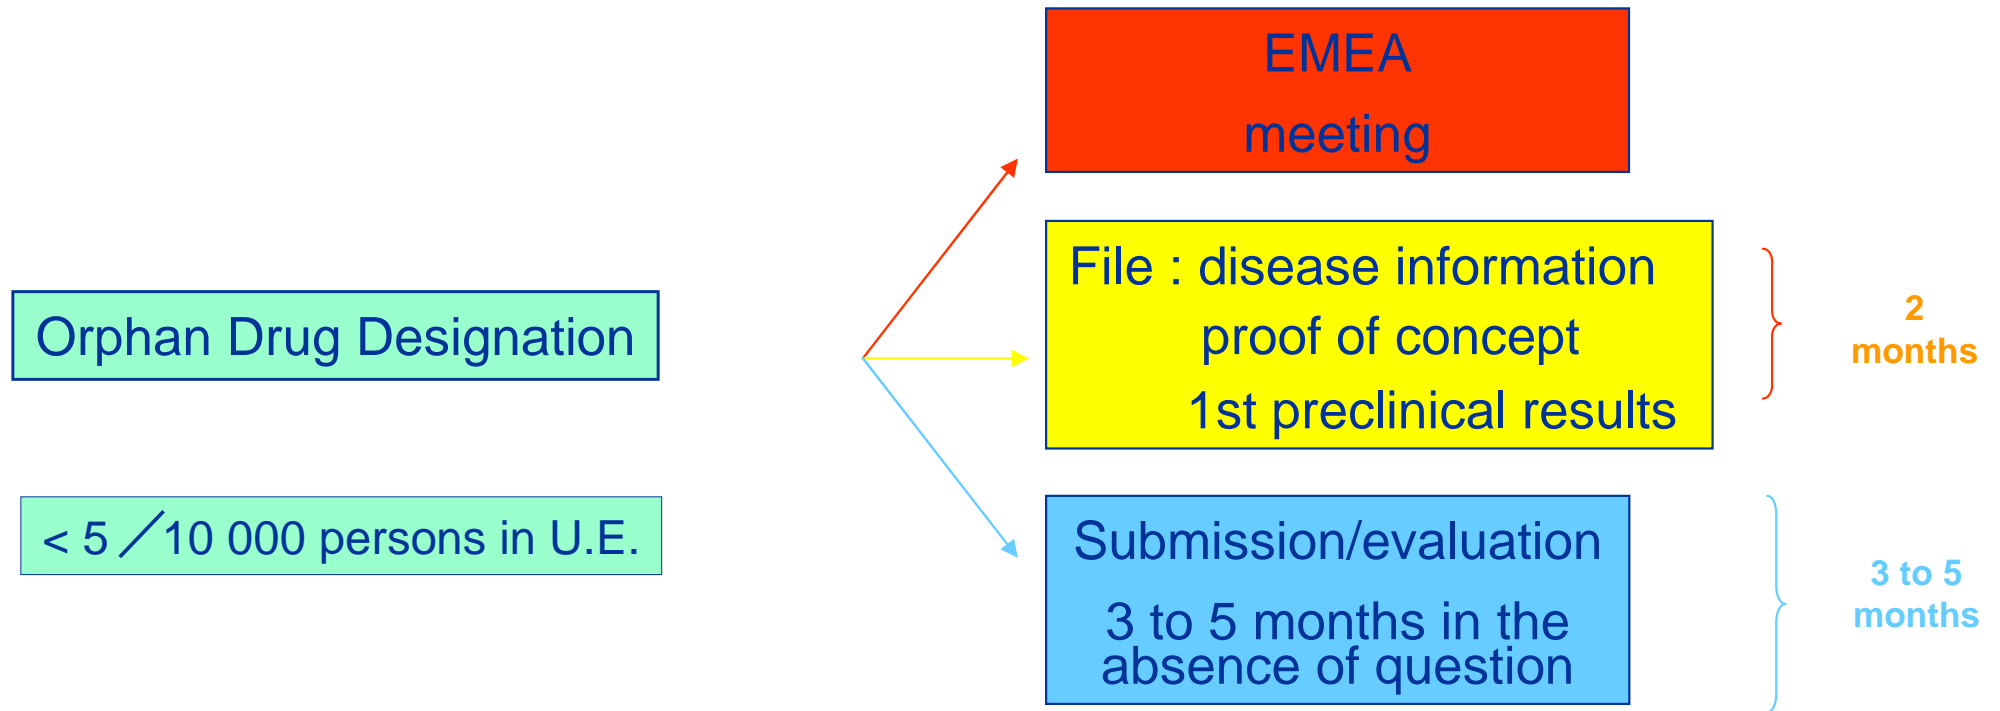 EMEA
meeting
Orphan Drug Designation
< 5 ⁄10 000 persons in U.E.
File : disease information
proof of concept
1st preclinical results
2
months
Submission/evaluation
3 to 5 months in the
absence of question
3 to 5
months